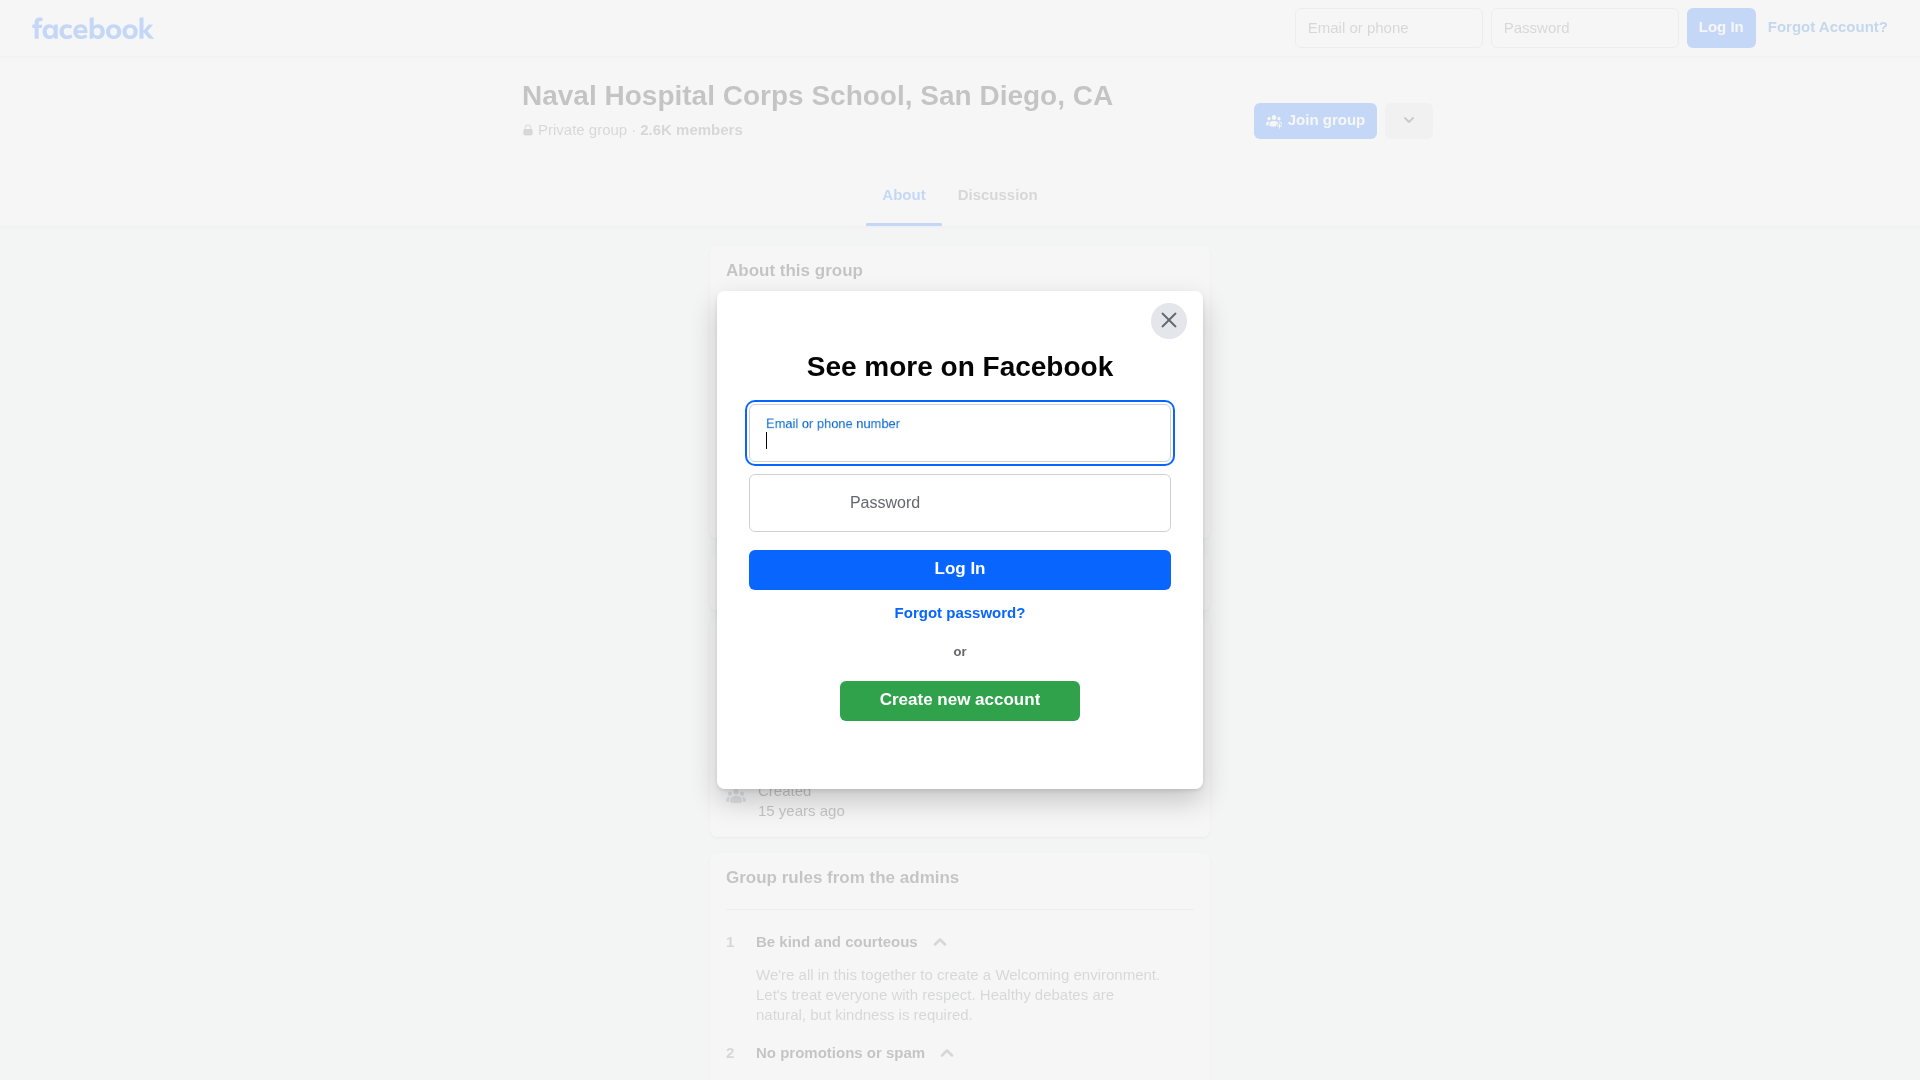 facebook
Email or phone
Password
Log In
Forgot Account?
Naval Hospital Corps School, San Diego, CA
Private group · 2.6K members
Join group
About
Discussion
About this group
See more on Facebook
Email or phone number
Password
Log In
Forgot password?
or
Create new account
Created
15 years ago
Group rules from the admins
1 Be kind and courteous
We're all in this together to create a Welcoming environment.
Let's treat everyone with respect. Healthy debates are
natural, but kindness is required.
2 No promotions or spam